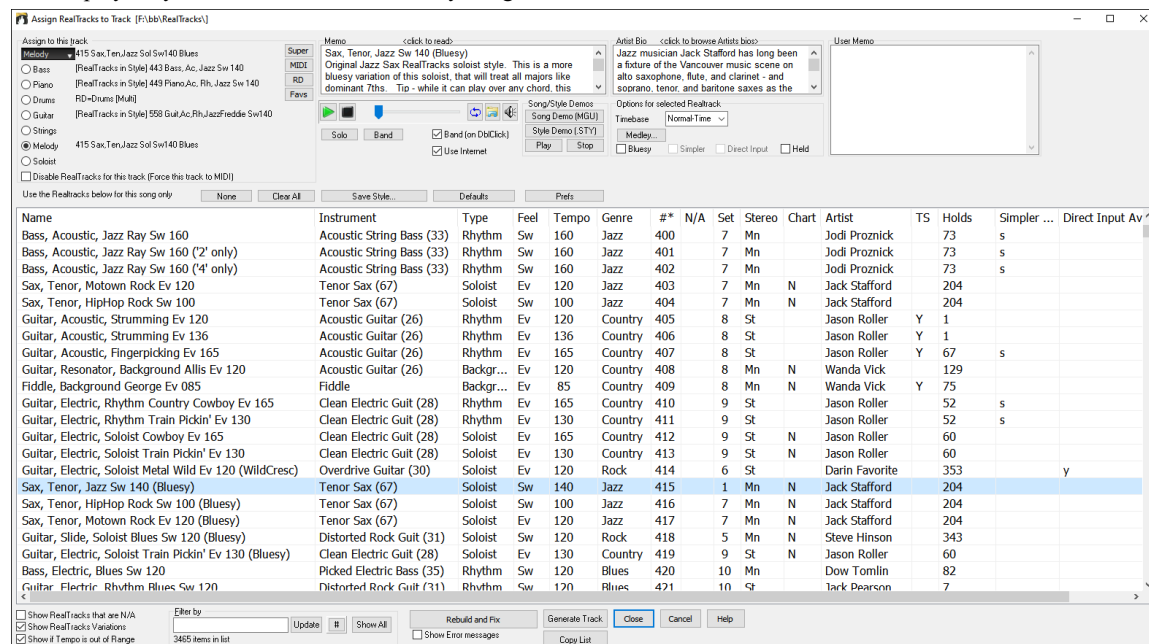 Assign RealTracks to Track [F:\bb\RealTracks\]
Assign to this track
Melody 415 Sax,Ten,Jazz Sol Sw140 Blues
Bass [RealTracks in Style] 443 Bass, Ac, Jazz Sw 140
Piano [RealTracks in Style] 449 Piano,Ac, Rh, Jazz Sw 140
Drums RD=Drums [Multi]
Guitar [RealTracks in Style] 558 Guit,Ac,Rh,JazzFreddie Sw140
Strings
Melody 415 Sax,Ten,Jazz Sol Sw140 Blues
Soloist
Disable RealTracks for this track (Force this track to MIDI)
Super
MIDI
RD
Favs
Memo <click to read>
Sax, Tenor, Jazz Sw 140 (Bluesy)
Original Jazz Sax RealTracks soloist style. This is a more
bluesy variation of this soloist, that will treat all majors like
dominant 7ths. Tip - while it can play over any chord, this
Solo Band Band (on DblClick)
Use Internet
Song/Style Demos
Song Demo (MGU)
Style Demo (.STY)
Play Stop
Artist Bio <click to browse Artists bios>
Jazz musician Jack Stafford has long been
a fixture of the Vancouver music scene on
alto saxophone, flute, and clarinet - and
soprano, tenor, and baritone saxes as the
Options for selected Realtrack
Timebase Normal-Time
Medley...
Bluesy Simpler Direct Input Held
User Memo
Use the Realtracks below for this song only None Clear All Save Style... Defaults Prefs
Name Instrument Type Feel Tempo Genre #* N/A Set Stereo Chart Artist TS Holds Simpler ... Direct Input Av
Bass, Acoustic, Jazz Ray Sw 160 Acoustic String Bass (33) Rhythm Sw 160 Jazz 400 7 Mn Jodi Proznick 73 s
Bass, Acoustic, Jazz Ray Sw 160 ('2' only) Acoustic String Bass (33) Rhythm Sw 160 Jazz 401 7 Mn Jodi Proznick 73 s
Bass, Acoustic, Jazz Ray Sw 160 ('4' only) Acoustic String Bass (33) Rhythm Sw 160 Jazz 402 7 Mn Jodi Proznick 73 s
Sax, Tenor, Motown Rock Ev 120 Tenor Sax (67) Soloist Ev 120 Jazz 403 7 Mn N Jack Stafford 204
Sax, Tenor, HipHop Rock Sw 100 Tenor Sax (67) Soloist Sw 100 Jazz 404 7 Mn N Jack Stafford 204
Guitar, Acoustic, Strumming Ev 120 Acoustic Guitar (26) Rhythm Ev 120 Country 405 8 St Jason Roller Y 1
Guitar, Acoustic, Strumming Ev 136 Acoustic Guitar (26) Rhythm Ev 136 Country 406 8 St Jason Roller Y 1
Guitar, Acoustic, Fingerpicking Ev 165 Acoustic Guitar (26) Rhythm Ev 165 Country 407 8 St Jason Roller Y 67 s
Guitar, Resonator, Background Allis Ev 120 Acoustic Guitar (26) Backgr... Ev 120 Country 408 8 Mn N Wanda Vick 129
Fiddle, Background George Ev 085 Fiddle Backgr... Ev 85 Country 409 8 Mn N Wanda Vick Y 75
Guitar, Electric, Rhythm Country Cowboy Ev 165 Clean Electric Guit (28) Rhythm Ev 165 Country 410 9 St Jason Roller 52 s
Guitar, Electric, Rhythm Train Pickin' Ev 130 Clean Electric Guit (28) Rhythm Ev 130 Country 411 9 St Jason Roller 52 s
Guitar, Electric, Soloist Cowboy Ev 165 Clean Electric Guit (28) Soloist Ev 165 Country 412 9 St N Jason Roller 60
Guitar, Electric, Soloist Train Pickin' Ev 130 Clean Electric Guit (28) Soloist Ev 130 Country 413 9 St N Jason Roller 60
Guitar, Electric, Soloist Metal Wild Ev 120 (WildCresc) Overdrive Guitar (30) Soloist Ev 120 Rock 414 6 St Darin Favorite 353 y
Sax, Tenor, Jazz Sw 140 (Bluesy) Tenor Sax (67) Soloist Sw 140 Jazz 415 1 Mn N Jack Stafford 204
Sax, Tenor, HipHop Rock Sw 100 (Bluesy) Tenor Sax (67) Soloist Sw 100 Jazz 416 7 Mn N Jack Stafford 204
Sax, Tenor, Motown Rock Ev 120 (Bluesy) Tenor Sax (67) Soloist Ev 120 Jazz 417 7 Mn N Jack Stafford 204
Guitar, Slide, Soloist Blues Sw 120 (Bluesy) Distorted Rock Guit (31) Soloist Sw 120 Rock 418 5 Mn N Steve Hinson 343
Guitar, Electric, Soloist Train Pickin' Ev 130 (Bluesy) Clean Electric Guit (28) Soloist Ev 130 Country 419 9 St N Jason Roller 60
Bass, Electric, Blues Sw 120 Picked Electric Bass (35) Rhythm Sw 120 Blues 420 10 Mn Dow Tomlin 82
Guitar, Electric, Rhythm Blues Sw 120 Distorted Rock Guit (31) Rhythm Sw 120 Blues 421 10 St Jack Pearson 7
Show RealTracks that are N/A
Show RealTracks Variations
Show if Tempo is out of Range
Filter by
Update # Show All
3465 items in list
Rebuild and Fix Generate Track Close Cancel Help
Show Error messages Copy List